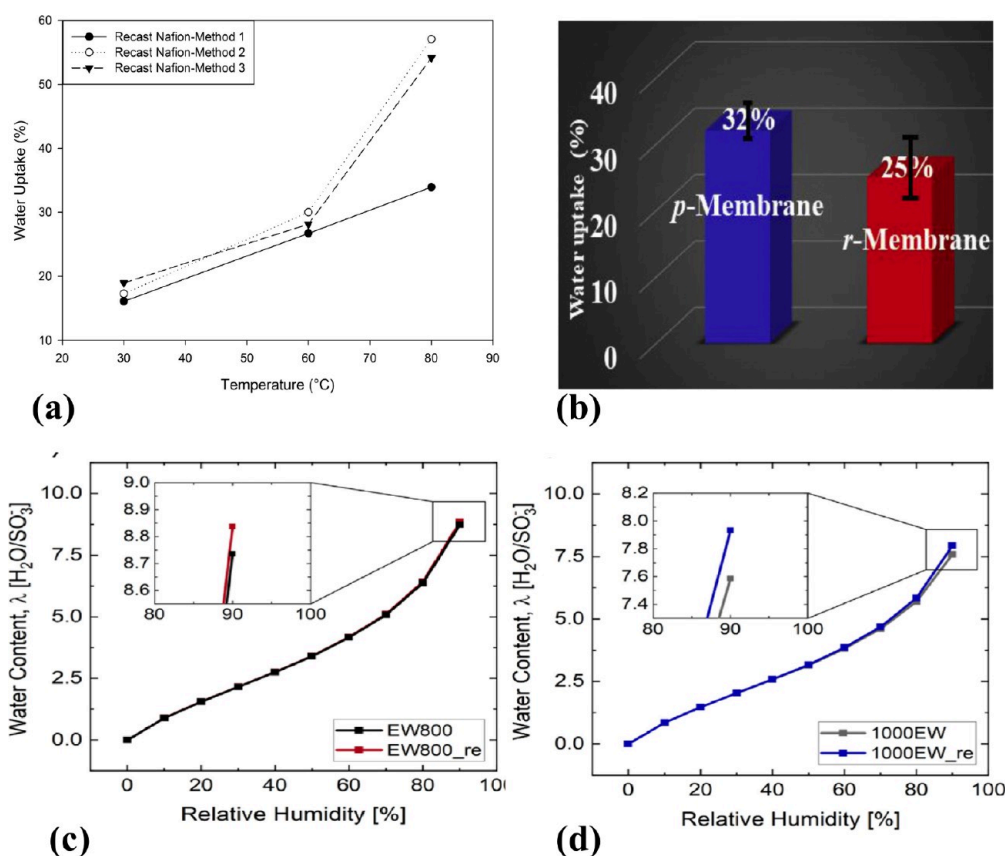 60
50
40
30
20
10
Water Uptake (%)
Recast Nafion-Method 1
Recast Nafion-Method 2
Recast Nafion-Method 3
20 30 40 50 60 70 80 90
Temperature (°C)
(a)
40
30
20
10
0
Water uptake (%)
32%
p-Membrane
25%
r-Membrane
(b)
10.0
7.5
5.0
2.5
0.0
Water Content, λ [H₂O/SO₃⁻]
9.0
8.9
8.8
8.7
8.6
80 90 100
EW800
EW800_re
0 20 40 60 80 100
Relative Humidity [%]
(c)
10.0
7.5
5.0
2.5
0.0
Water Content, λ [H₂O/SO₃⁻]
8.2
8.0
7.8
7.6
7.4
80 90 100
1000EW
1000EW_re
0 20 40 60 80 100
Relative Humidity [%]
(d)